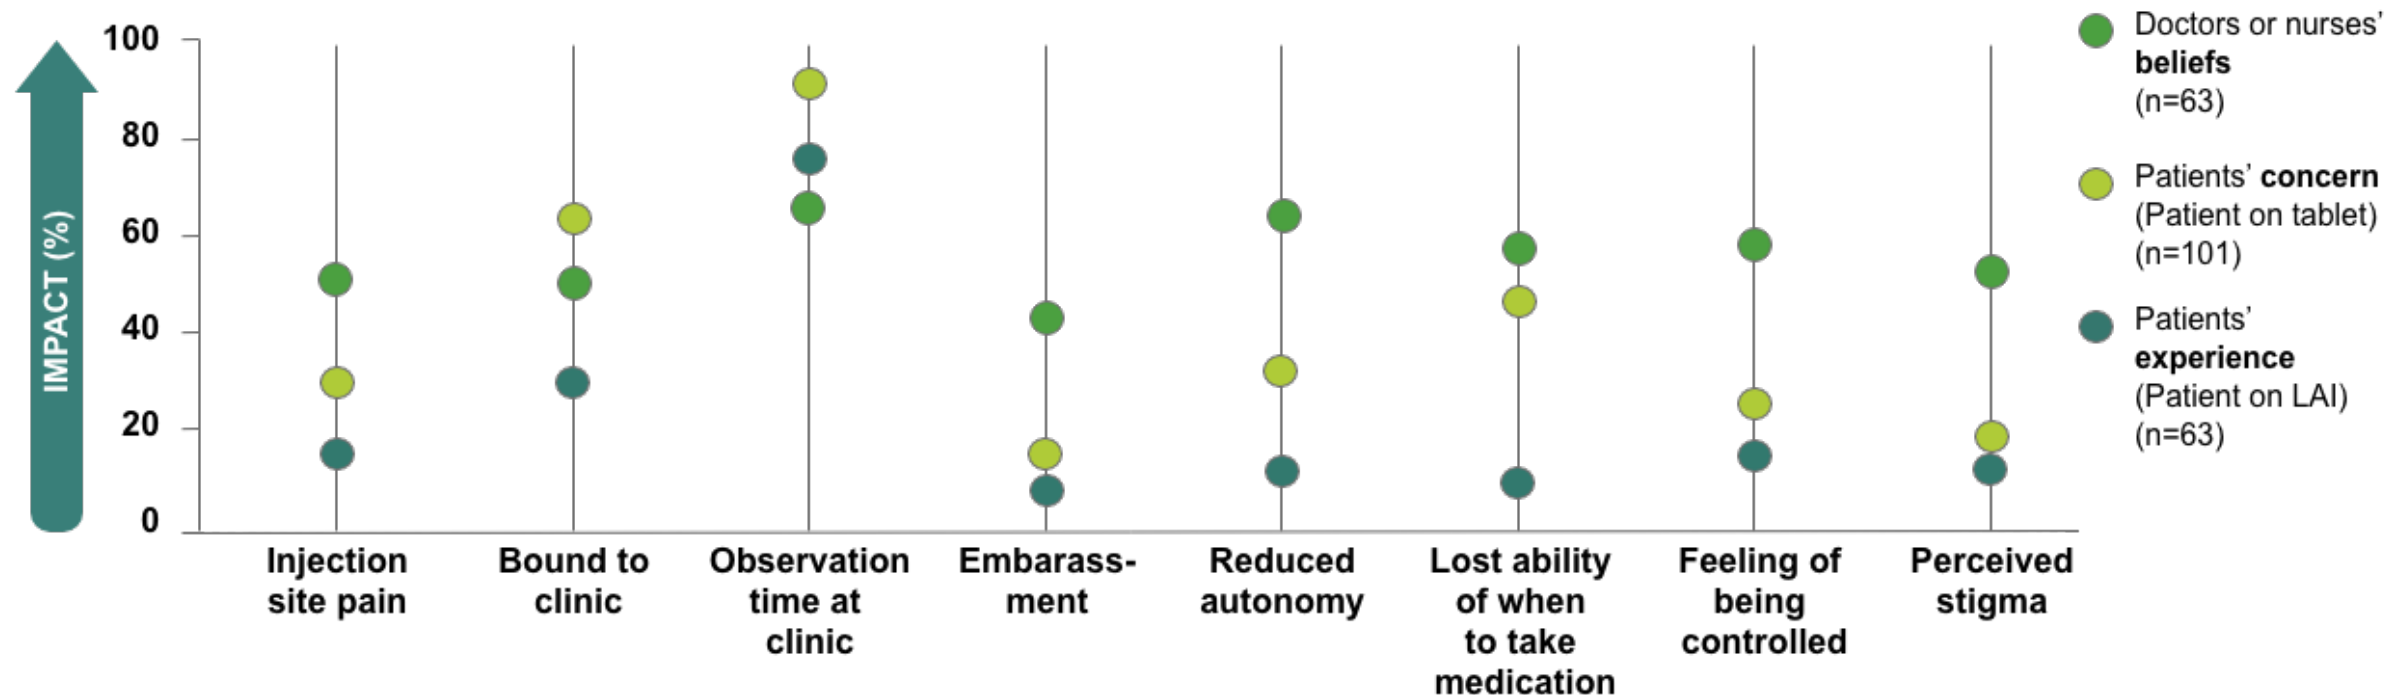 IMPACT (%)
100
80
60
40
20
0
Injection
site pain
Bound to
clinic
Observation
time at
clinic
Embarass-
ment
Reduced
autonomy
Lost ability
of when
to take
medication
Feeling of
being
controlled
Perceived
stigma
Doctors or nurses’
beliefs
(n=63)
Patients’ concern
(Patient on tablet)
(n=101)
Patients’
experience
(Patient on LAI)
(n=63)